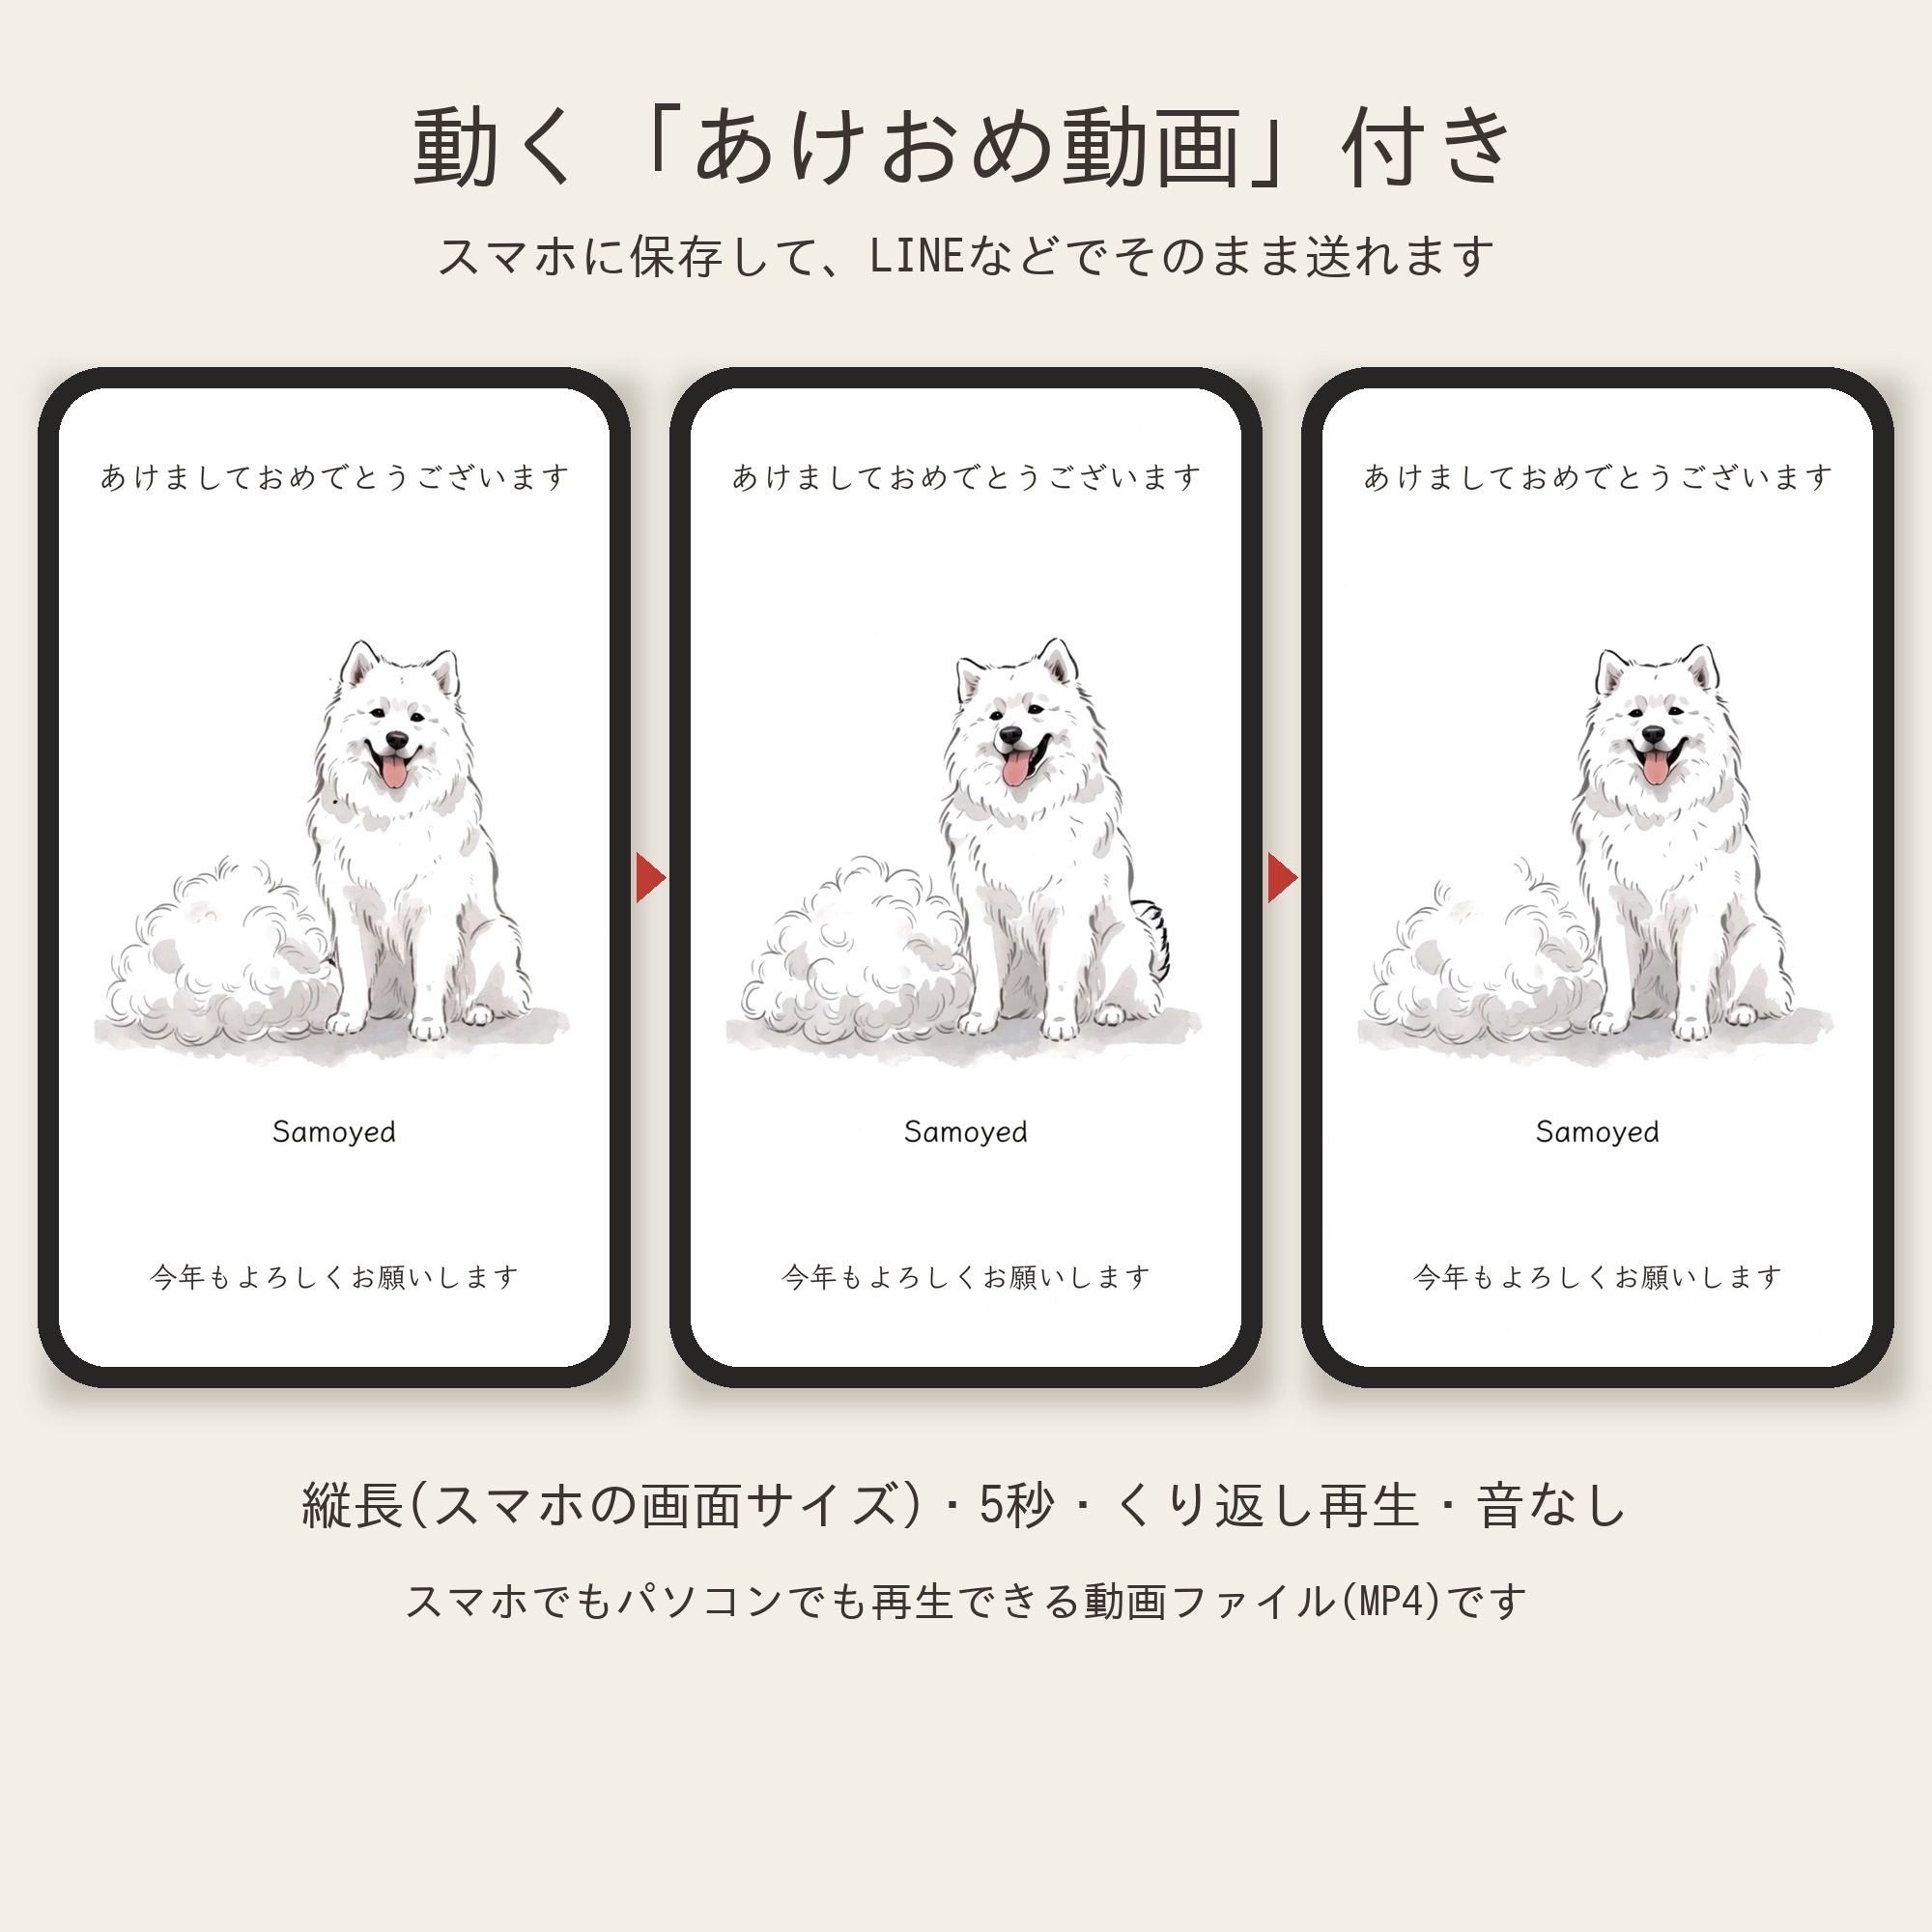 動く「あけおめ動画」付き
スマホに保存して、LINEなどでそのまま送れます
あけましておめでとうございます
Samoyed
今年もよろしくお願いします
あけましておめでとうございます
Samoyed
今年もよろしくお願いします
あけましておめでとうございます
Samoyed
今年もよろしくお願いします
縦長(スマホの画面サイズ)・5秒・くり返し再生・音なし
スマホでもパソコンでも再生できる動画ファイル(MP4)です